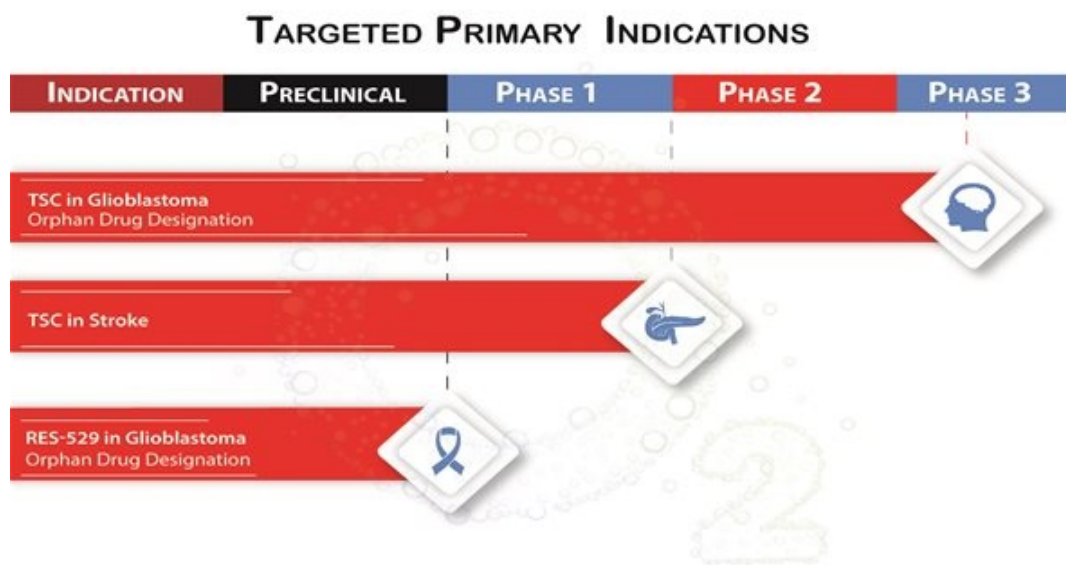 TARGETED PRIMARY INDICATIONS
INDICATION PRECLINICAL PHASE 1 PHASE 2 PHASE 3
TSC in Glioblastoma
Orphan Drug Designation
TSC in Stroke
RES-529 in Glioblastoma
Orphan Drug Designation
2